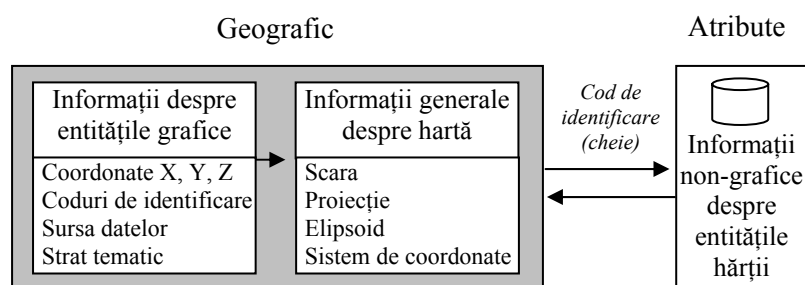 Geografic
Atribute
Informații despre
entitățile grafice
Coordonate X, Y, Z
Coduri de identificare
Sursa datelor
Strat tematic
Informații generale
despre hartă
Scara
Proiecție
Elipsoid
Sistem de coordonate
Cod de
identificare
(cheie)
Informații
non-grafice
despre
entitățile
hărții